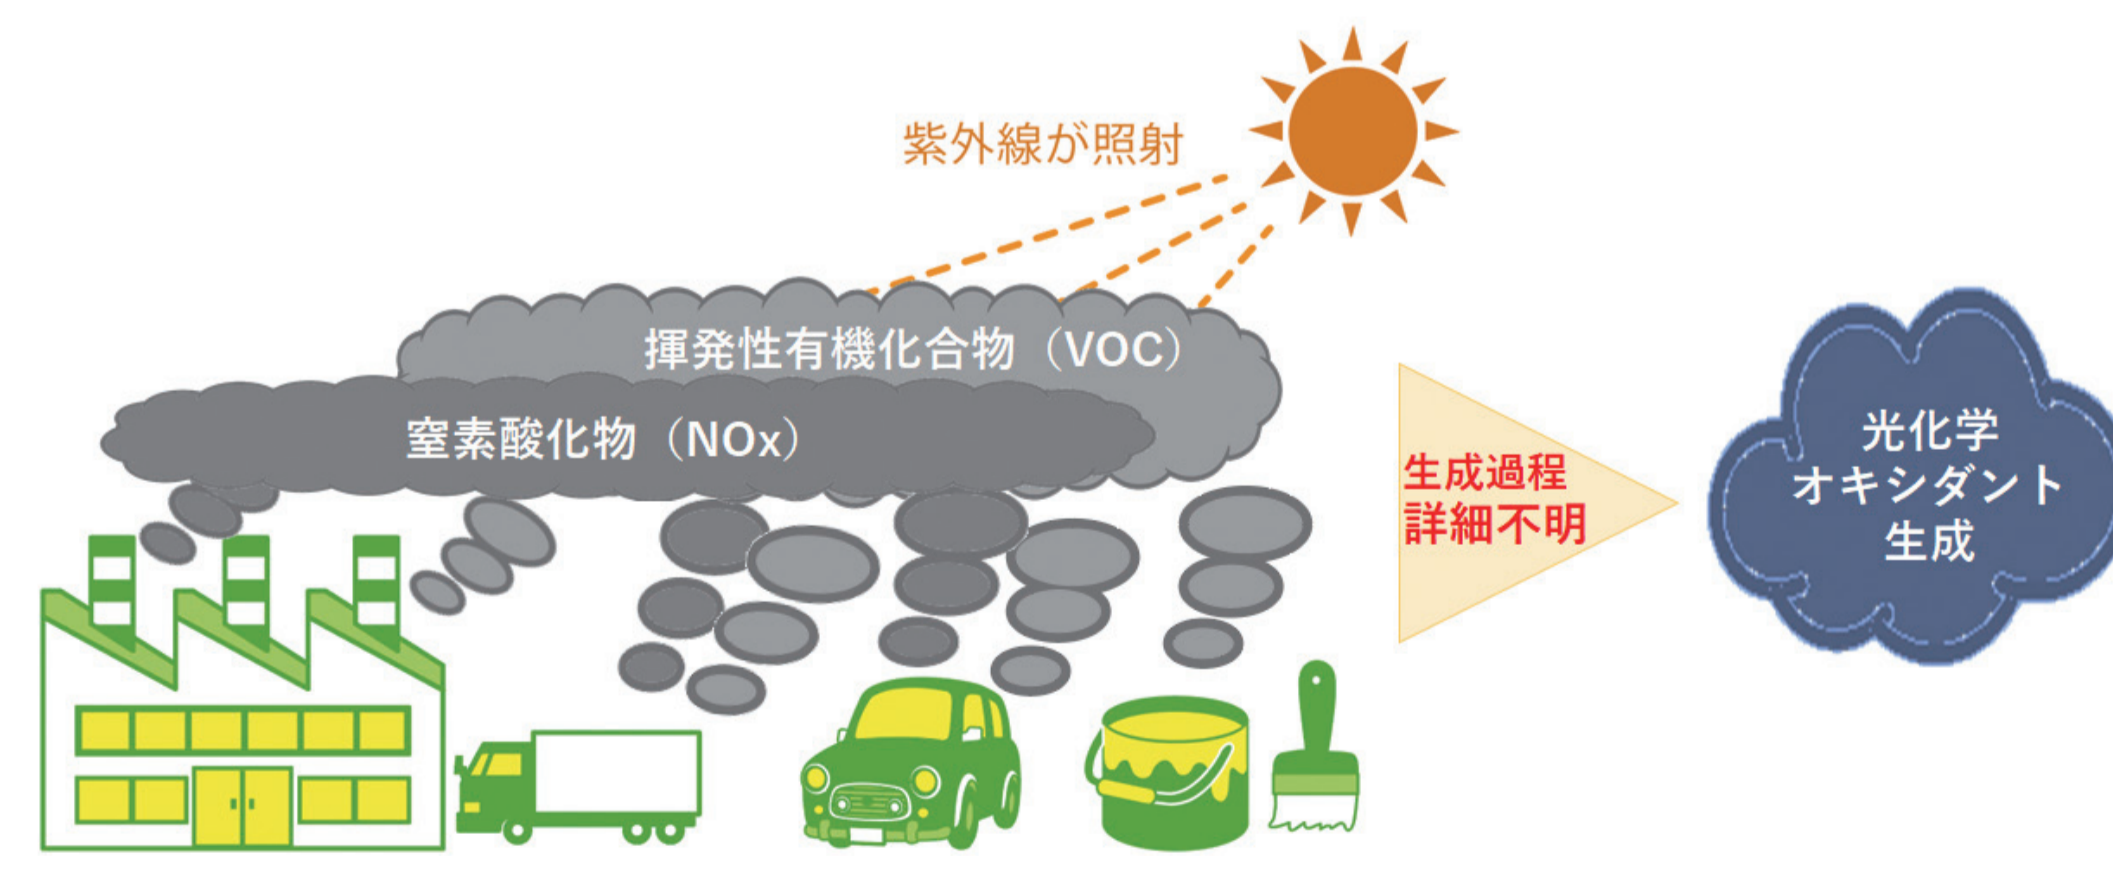 紫外線が照射
揮発性有機化合物（VOC）
窒素酸化物（NOx）
生成過程
詳細不明
光化学
オキシダント
生成